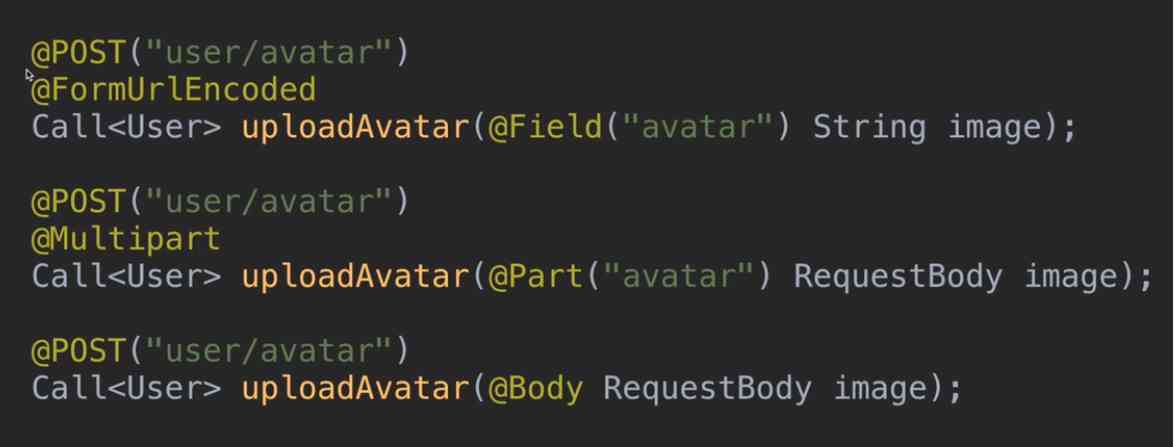 @POST("user/avatar")
@FormUrlEncoded
Call<User> uploadAvatar(@Field("avatar") String image);
@POST("user/avatar")
@Multipart
Call<User> uploadAvatar(@Part("avatar") RequestBody image);
@POST("user/avatar")
Call<User> uploadAvatar(@Body RequestBody image);